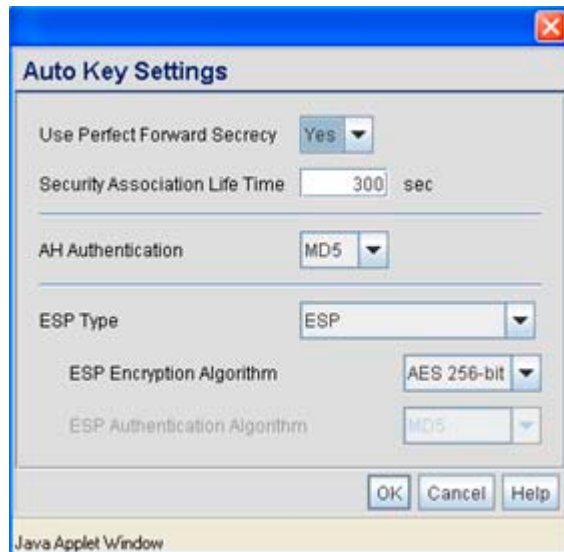 Auto Key Settings
Use Perfect Forward Secrecy Yes
Security Association Life Time 300 sec
AH Authentication MD5
ESP Type ESP
ESP Encryption Algorithm AES 256-bit
ESP Authentication Algorithm MD5
OK Cancel Help
Java Applet Window